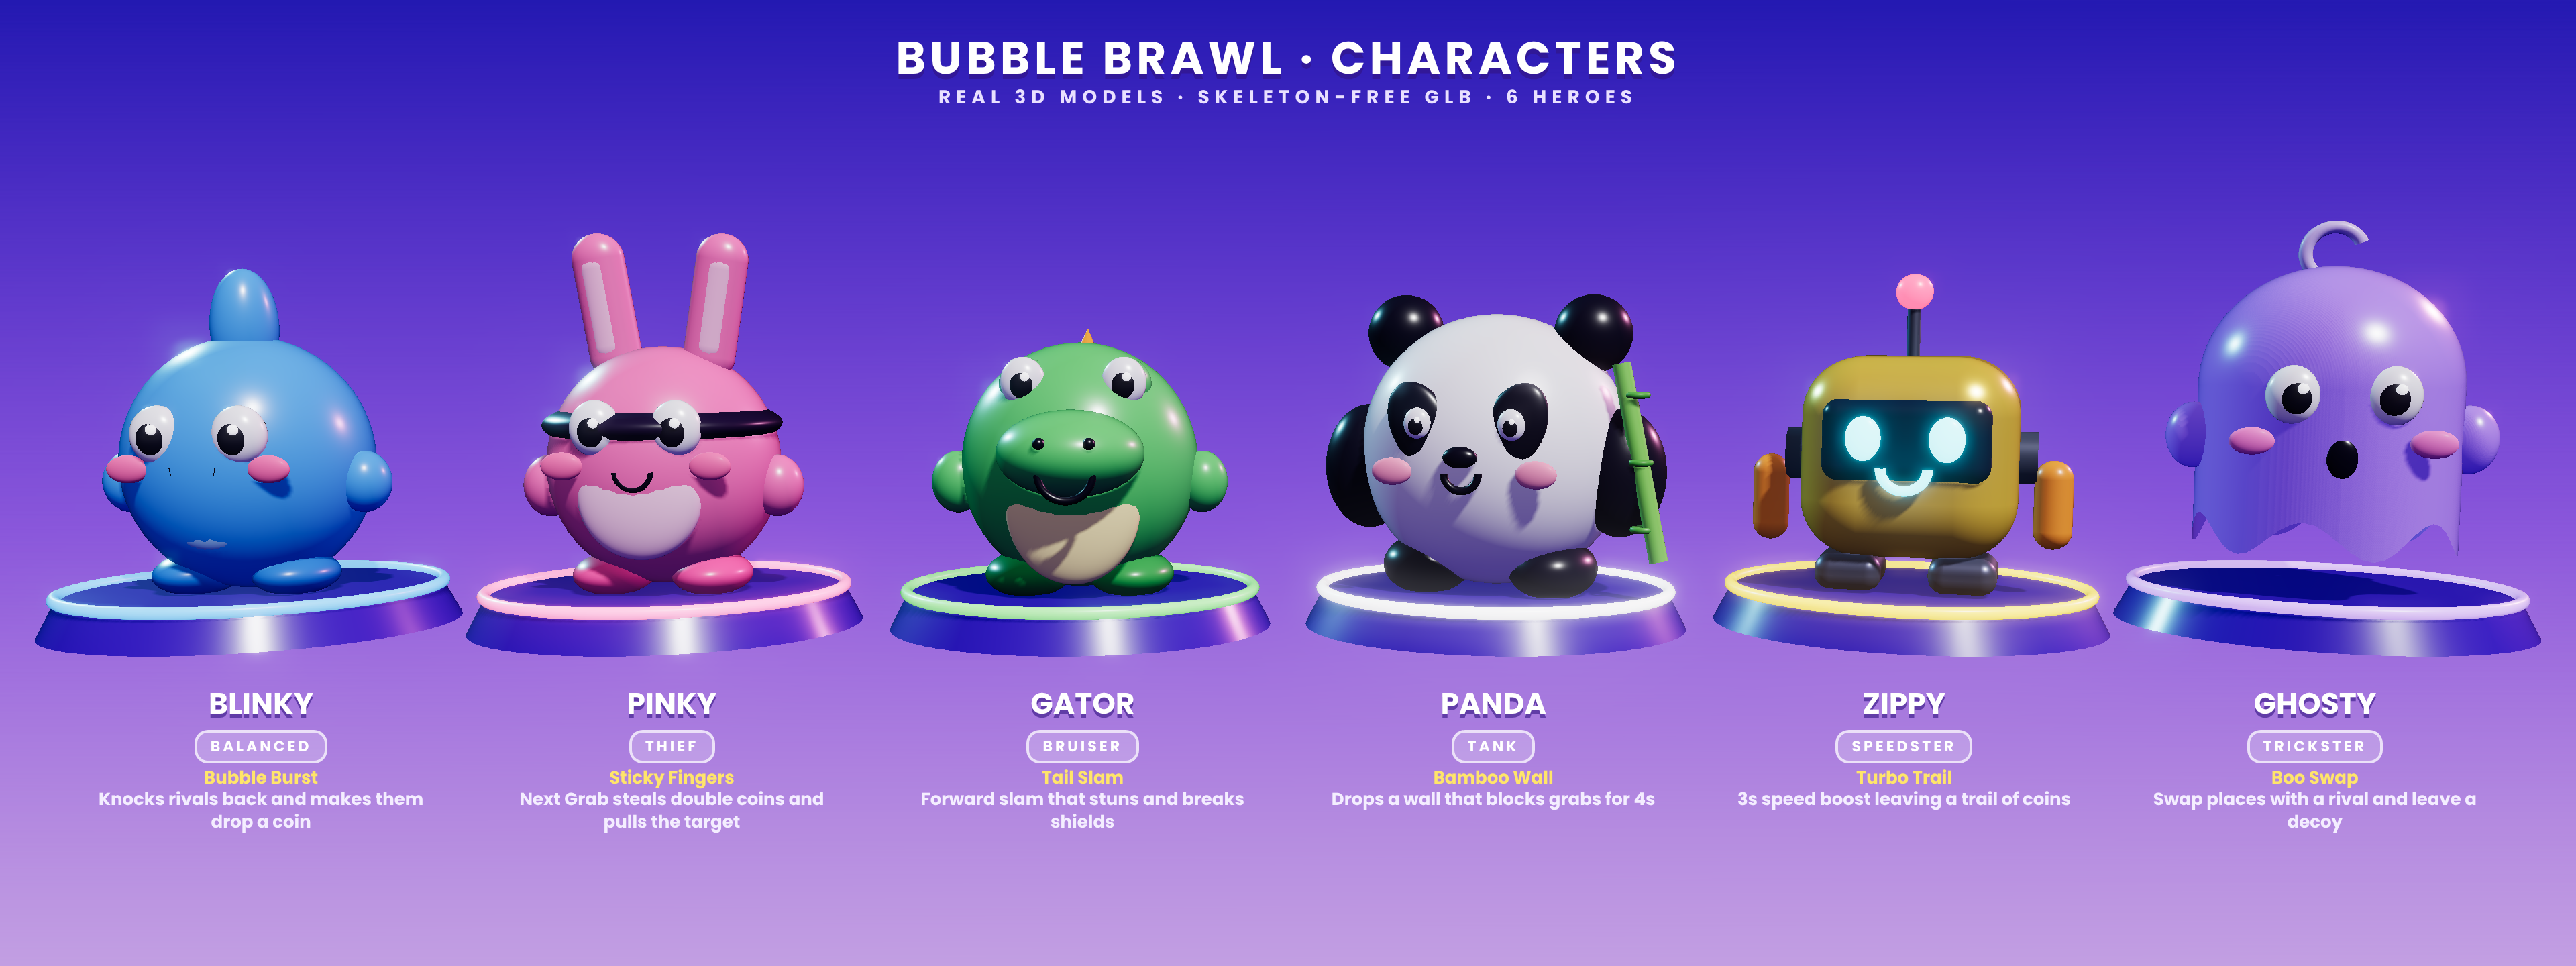 BUBBLE BRAWL · CHARACTERS
REAL 3D MODELS · SKELETON-FREE GLB · 6 HEROES
BLINKY
BALANCED
Bubble Burst
Knocks rivals back and makes them
drop a coin
PINKY
THIEF
Sticky Fingers
Next Grab steals double coins and
pulls the target
GATOR
BRUISER
Tail Slam
Forward slam that stuns and breaks
shields
PANDA
TANK
Bamboo Wall
Drops a wall that blocks grabs for 4s
ZIPPY
SPEEDSTER
Turbo Trail
3s speed boost leaving a trail of coins
GHOSTY
TRICKSTER
Boo Swap
Swap places with a rival and leave a
decoy